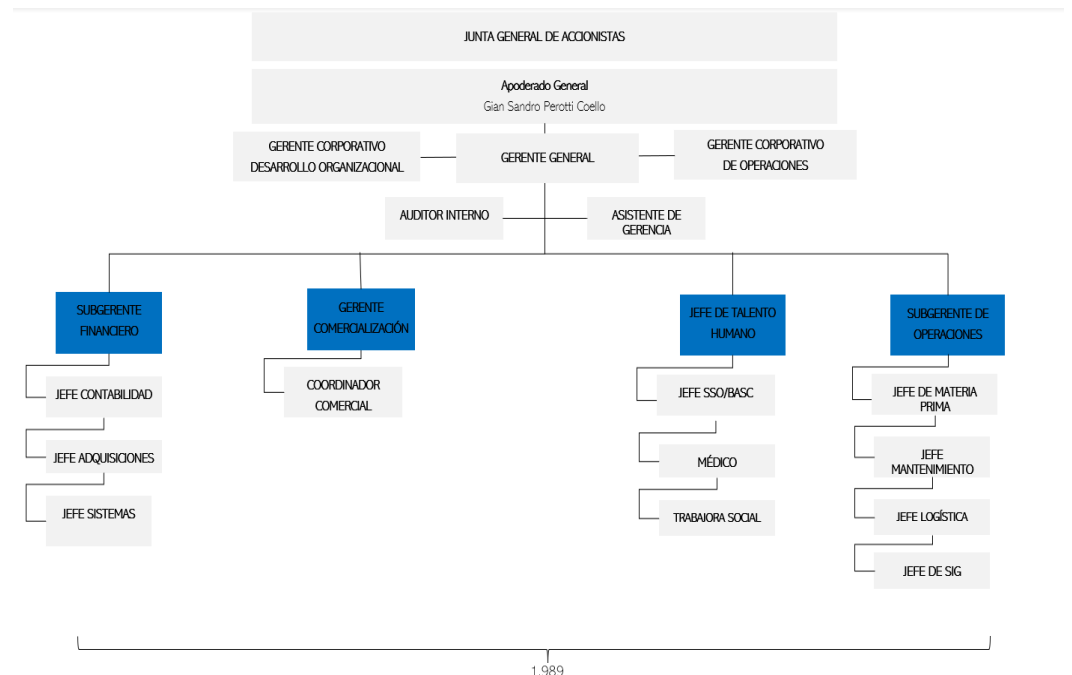 JUNTA GENERAL DE ACCIONISTAS
Apoderado General
Gian Sandro Perotti Coello
GERENTE CORPORATIVO
DESARROLLO ORGANIZACIONAL
GERENTE GENERAL
GERENTE CORPORATIVO
DE OPERACIONES
AUDITOR INTERNO
ASISTENTE DE
GERENCIA
SUBGERENTE
FINANCIERO
GERENTE
COMERCIALIZACIÓN
JEFE DE TALENTO
HUMANO
SUBGERENTE DE
OPERACIONES
JEFE CONTABILIDAD
JEFE ADQUISICIONES
JEFE SISTEMAS
COORDINADOR
COMERCIAL
JEFE SSO/BASC
MÉDICO
TRABAJORA SOCIAL
JEFE DE MATERIA
PRIMA
JEFE
MANTENIMIENTO
JEFE LOGÍSTICA
JEFE DE SIG
1.989